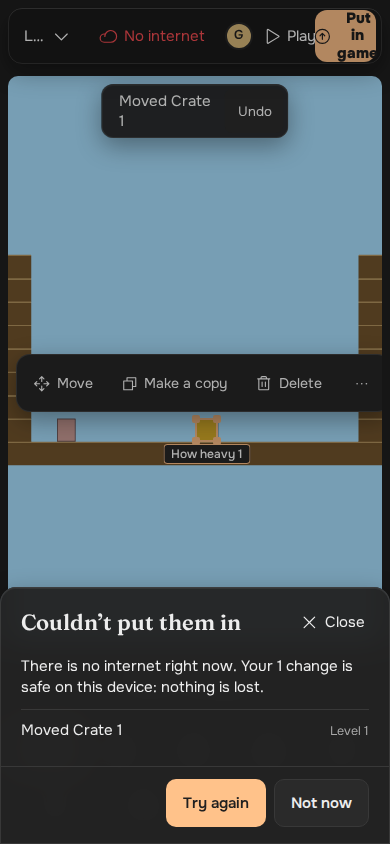 L...
No internet
G
Play
Put
in
game
Moved Crate
1
Undo
Move
Make a copy
Delete
...
How heavy 1
Couldn’t put them in
Close
There is no internet right now. Your 1 change is
safe on this device: nothing is lost.
Moved Crate 1
Level 1
Try again
Not now